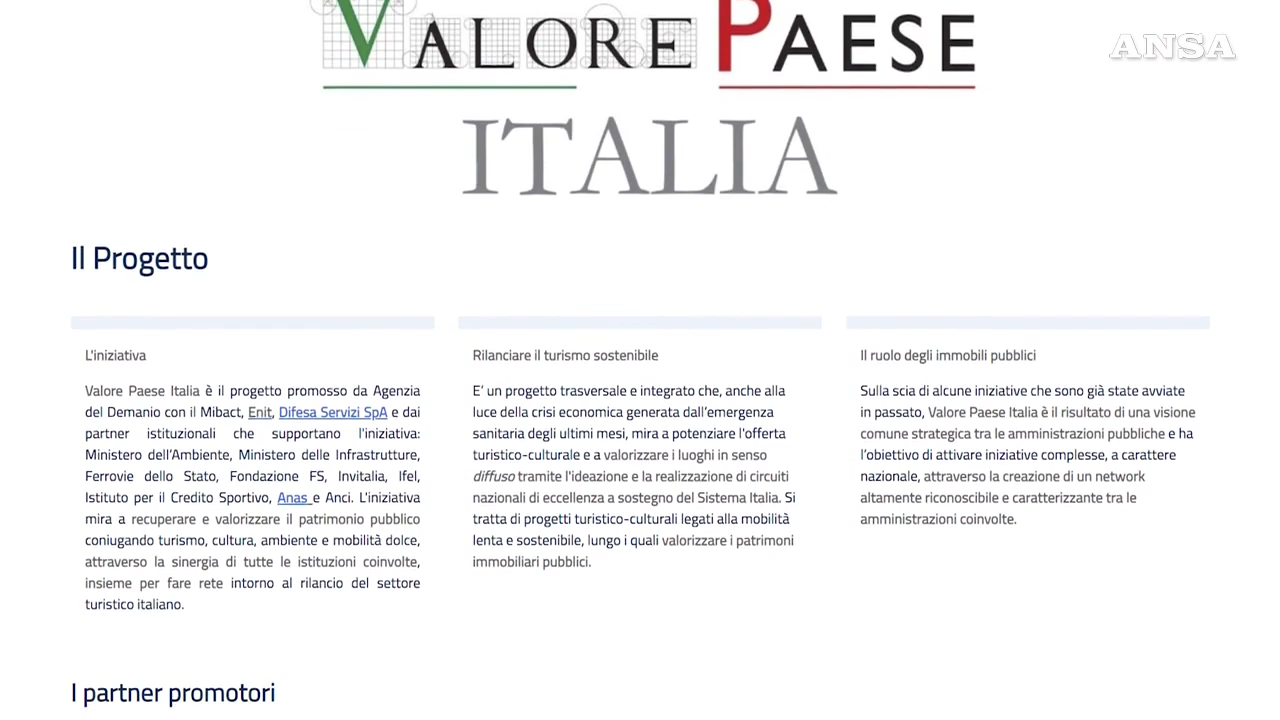 VALORE PAESE
ANSA
ITALIA
Il Progetto
L'iniziativa
Valore Paese Italia è il progetto promosso da Agenzia
del Demanio con il Mibact, Enit, Difesa Servizi SpA e dai
partner istituzionali che supportano l'iniziativa:
Ministero dell'Ambiente, Ministero delle Infrastrutture,
Ferrovie dello Stato, Fondazione FS, Invitalia, Ifel,
Istituto per il Credito Sportivo, Anas e Anci. L'iniziativa
mira a recuperare e valorizzare il patrimonio pubblico
coniugando turismo, cultura, ambiente e mobilità dolce,
attraverso la sinergia di tutte le istituzioni coinvolte,
insieme per fare rete intorno al rilancio del settore
turistico italiano.
Rilanciare il turismo sostenibile
E' un progetto trasversale e integrato che, anche alla
luce della crisi economica generata dall'emergenza
sanitaria degli ultimi mesi, mira a potenziare l'offerta
turistico-culturale e a valorizzare i luoghi in senso
diffuso tramite l'ideazione e la realizzazione di circuiti
nazionali di eccellenza a sostegno del Sistema Italia. Si
tratta di progetti turistico-culturali legati alla mobilità
lenta e sostenibile, lungo i quali valorizzare i patrimoni
immobiliari pubblici.
Il ruolo degli immobili pubblici
Sulla scia di alcune iniziative che sono già state avviate
in passato, Valore Paese Italia è il risultato di una visione
comune strategica tra le amministrazioni pubbliche e ha
l'obiettivo di attivare iniziative complesse, a carattere
nazionale, attraverso la creazione di un network
altamente riconoscibile e caratterizzante tra le
amministrazioni coinvolte.
I partner promotori